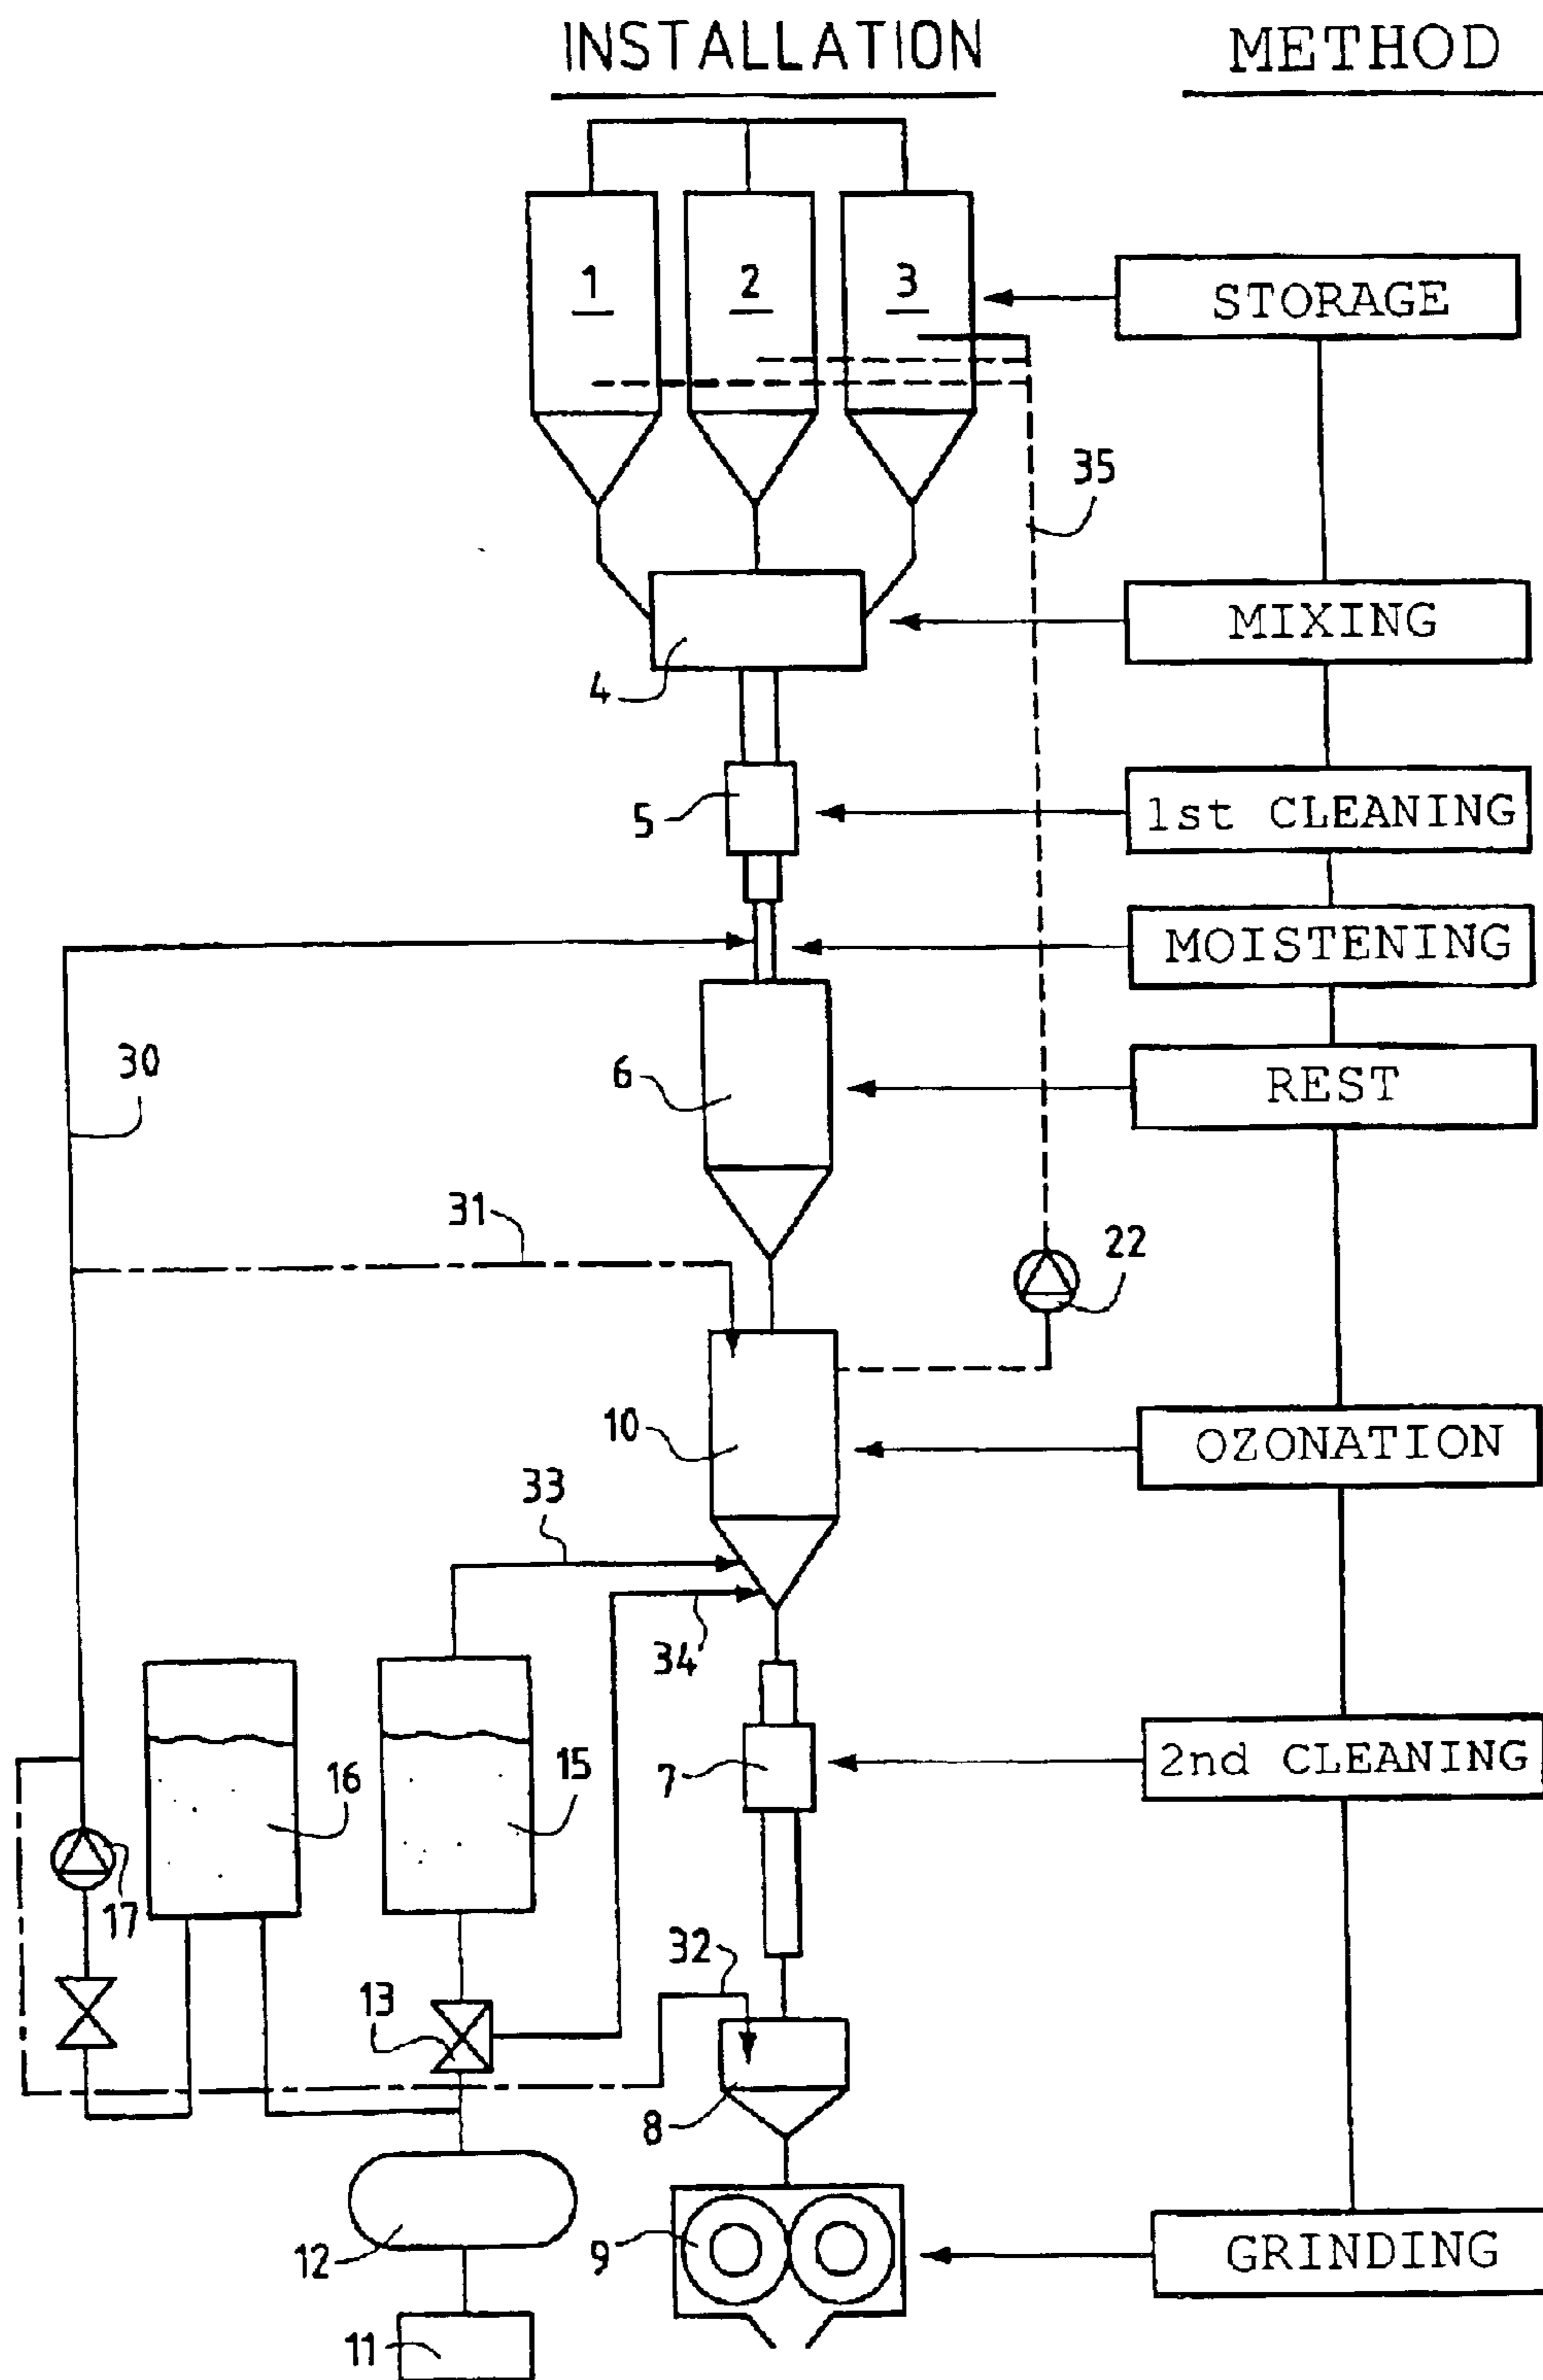 INSTALLATION METHOD
1 2 3
STORAGE
35
MIXING
4
5
1st CLEANING
MOISTENING
30
6
REST
31
22
10
OZONATION
33
34
16
15
7
2nd CLEANING
17
32
13
8
12
9
GRINDING
11